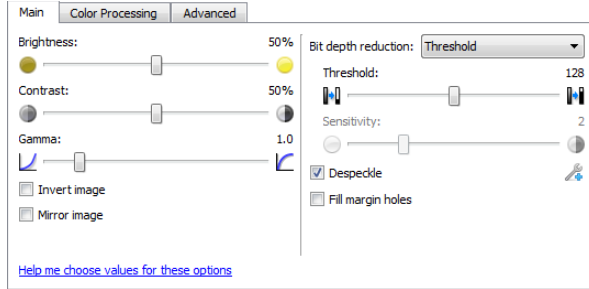 Main Color Processing Advanced
Brightness: 50%
Contrast: 50%
Gamma: 1.0
Invert image
Mirror image
Help me choose values for these options
Bit depth reduction: Threshold
Threshold: 128
Sensitivity: 2
Despeckle
Fill margin holes